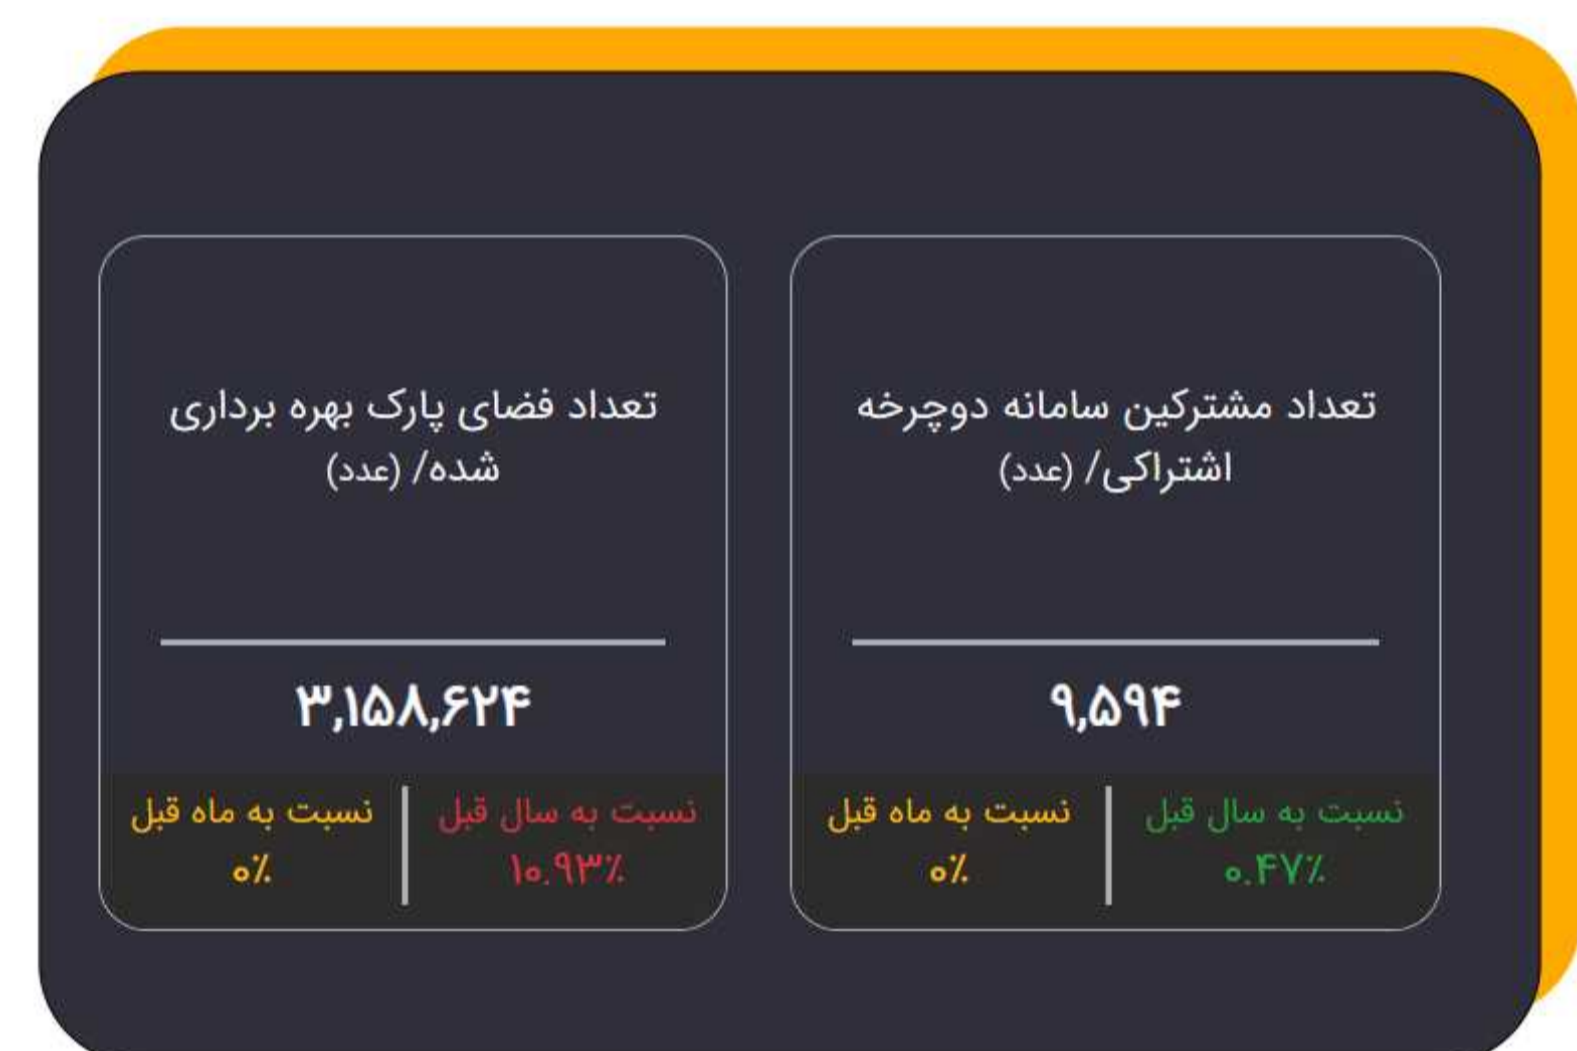 تعداد مشترکین سامانه دوچرخه
اشتراکی/ (عدد)
۹,۵۹۴
نسبت به سال قبل
۰.۴۷٪
نسبت به ماه قبل
۰٪
تعداد فضای پارک بهره برداری
شده/ (عدد)
۳,۱۵۸,۶۲۴
نسبت به سال قبل
۱۰.۹۳٪
نسبت به ماه قبل
۰٪